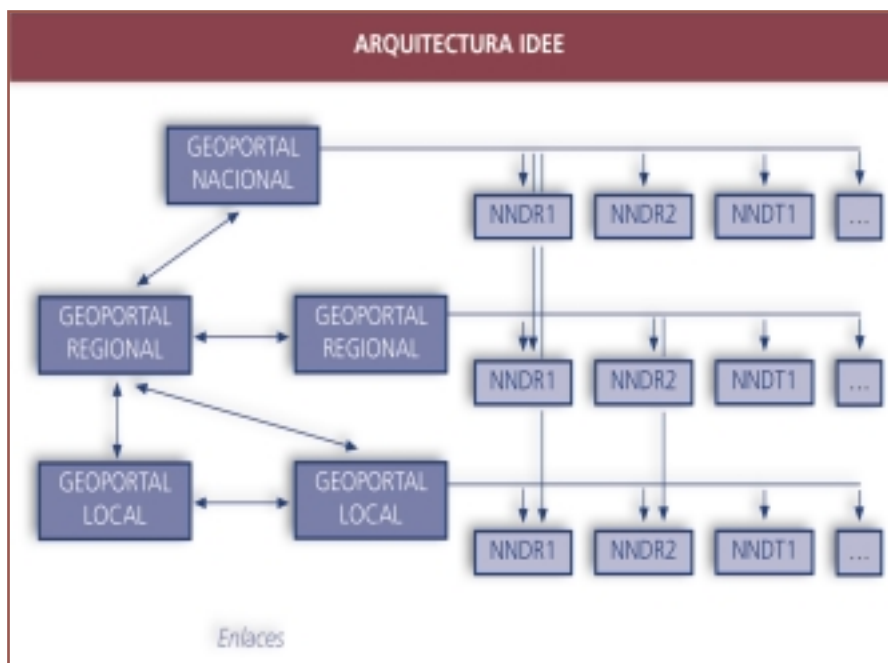 ARQUITECTURA IDEE
GEOPORTAL
NACIONAL
NNDR1
NNDR2
NNDT1
...
GEOPORTAL
REGIONAL
GEOPORTAL
REGIONAL
NNDR1
NNDR2
NNDT1
...
GEOPORTAL
LOCAL
GEOPORTAL
LOCAL
NNDR1
NNDR2
NNDT1
...
Enlaces